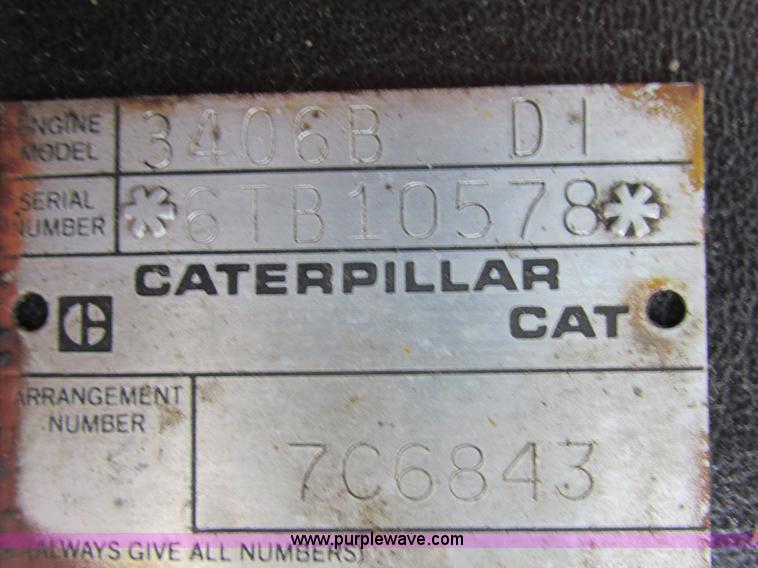 ENGINE MODEL 3406B DI
SERIAL NUMBER *6TB10578*
CATERPILLAR
C CAT
ARRANGEMENT NUMBER 7C6843
(ALWAYS GIVE ALL NUMBERS)
www.purplewave.com